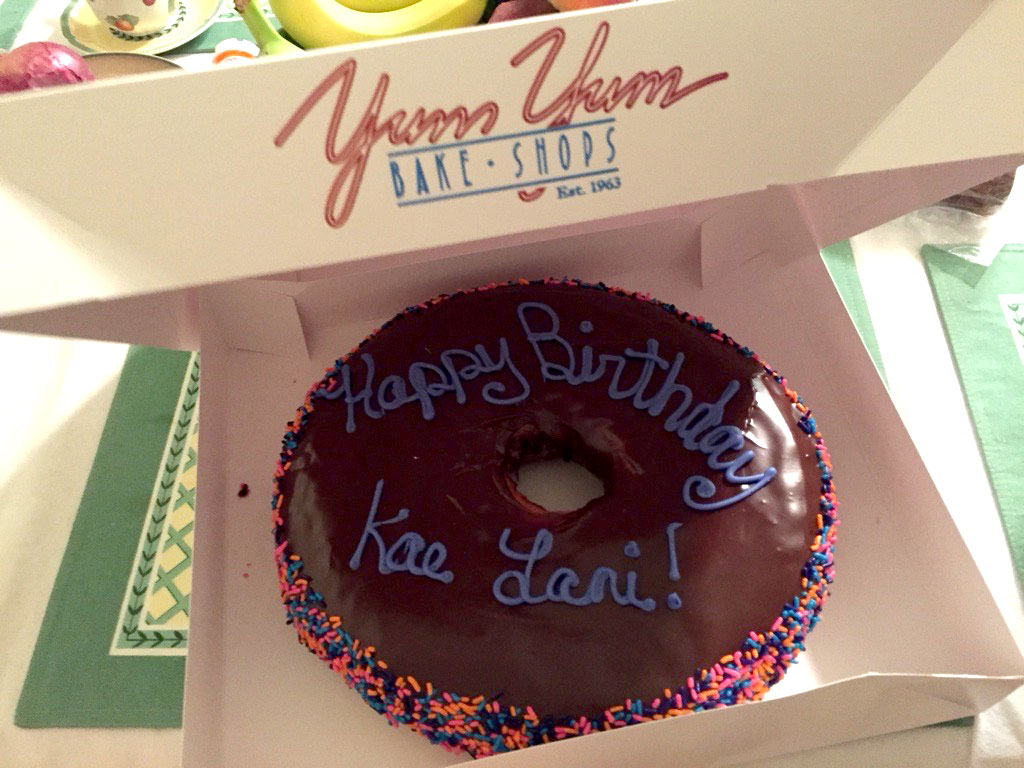 Yum Yum
BAKE · SHOPS
Est. 1963
Happy Birthday
Kae Lani!